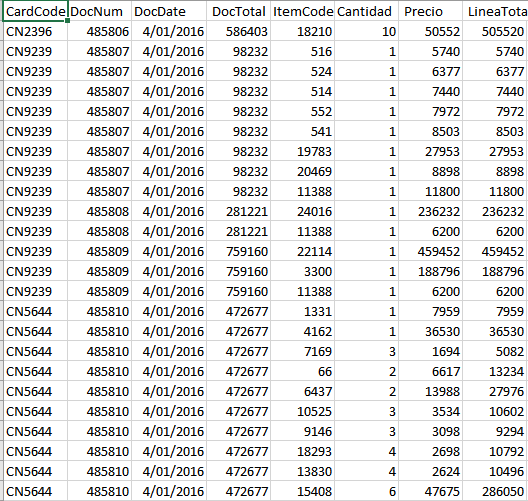 CardCode DocNum DocDate DocTotal ItemCode Cantidad Precio LineaTota
CN2396 485806 4/01/2016 586403 18210 10 50552 505520
CN9239 485807 4/01/2016 98232 516 1 5740 5740
CN9239 485807 4/01/2016 98232 524 1 6377 6377
CN9239 485807 4/01/2016 98232 514 1 7440 7440
CN9239 485807 4/01/2016 98232 552 1 7972 7972
CN9239 485807 4/01/2016 98232 541 1 8503 8503
CN9239 485807 4/01/2016 98232 19783 1 27953 27953
CN9239 485807 4/01/2016 98232 20469 1 8898 8898
CN9239 485807 4/01/2016 98232 11388 1 11800 11800
CN9239 485808 4/01/2016 281221 24016 1 236232 236232
CN9239 485808 4/01/2016 281221 11388 1 6200 6200
CN9239 485809 4/01/2016 759160 22114 1 459452 459452
CN9239 485809 4/01/2016 759160 3300 1 188796 188796
CN9239 485809 4/01/2016 759160 11388 1 6200 6200
CN5644 485810 4/01/2016 472677 1331 1 7959 7959
CN5644 485810 4/01/2016 472677 4162 1 36530 36530
CN5644 485810 4/01/2016 472677 7169 3 1694 5082
CN5644 485810 4/01/2016 472677 66 2 6617 13234
CN5644 485810 4/01/2016 472677 6437 2 13988 27976
CN5644 485810 4/01/2016 472677 10525 3 3534 10602
CN5644 485810 4/01/2016 472677 9146 3 3098 9294
CN5644 485810 4/01/2016 472677 18293 4 2698 10792
CN5644 485810 4/01/2016 472677 13830 4 2624 10496
CN5644 485810 4/01/2016 472677 15408 6 47675 286050